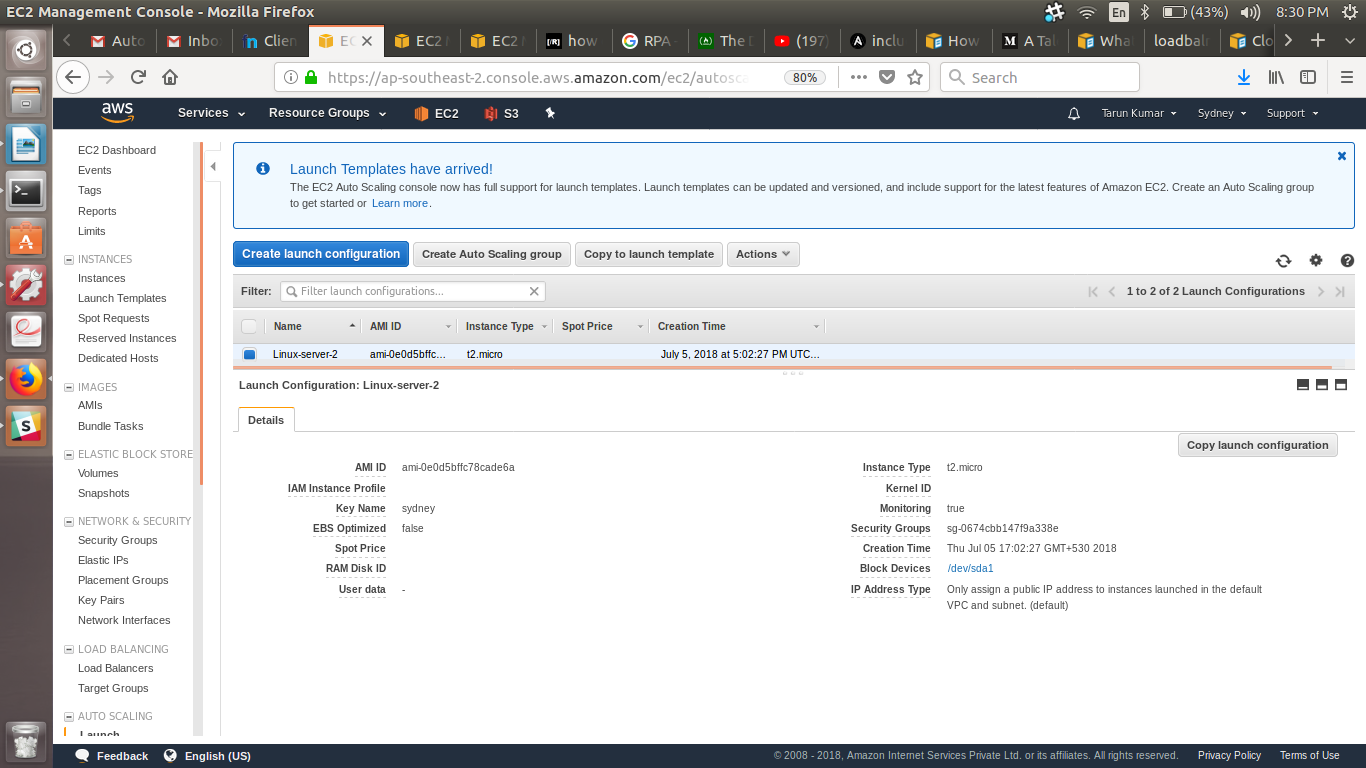 EC2 Management Console - Mozilla Firefox
En
(43%)
8:30 PM
Auto
Inbo
Clien
EC
EC2
EC2
how
RPA
The D
(197)
inclu
How
A Tal
Wha
loadbaln
Clo
https://ap-southeast-2.console.aws.amazon.com/ec2/autosc
80%
Search
aws
Services
Resource Groups
EC2
S3
Tarun Kumar
Sydney
Support
EC2 Dashboard
Events
Tags
Reports
Limits
INSTANCES
Instances
Launch Templates
Spot Requests
Reserved Instances
Dedicated Hosts
IMAGES
AMIs
Bundle Tasks
ELASTIC BLOCK STORE
Volumes
Snapshots
NETWORK & SECURITY
Security Groups
Elastic IPs
Placement Groups
Key Pairs
Network Interfaces
LOAD BALANCING
Load Balancers
Target Groups
AUTO SCALING
Launch
Launch Templates have arrived!
The EC2 Auto Scaling console now has full support for launch templates. Launch templates can be updated and versioned, and include support for the latest features of Amazon EC2. Create an Auto Scaling group
to get started or Learn more.
Create launch configuration
Create Auto Scaling group
Copy to launch template
Actions
Filter:
Filter launch configurations...
1 to 2 of 2 Launch Configurations
Name
AMI ID
Instance Type
Spot Price
Creation Time
Linux-server-2
ami-0e0d5bffc...
t2.micro
July 5, 2018 at 5:02:27 PM UTC...
Launch Configuration: Linux-server-2
Details
Copy launch configuration
AMI ID ami-0e0d5bffc78cade6a
IAM Instance Profile
Key Name sydney
EBS Optimized false
Spot Price
RAM Disk ID
User data -
Instance Type t2.micro
Kernel ID
Monitoring true
Security Groups sg-0674cbb147f9a338e
Creation Time Thu Jul 05 17:02:27 GMT+530 2018
Block Devices /dev/sda1
IP Address Type Only assign a public IP address to instances launched in the default
VPC and subnet. (default)
Feedback
English (US)
© 2008 - 2018, Amazon Internet Services Private Ltd. or its affiliates. All rights reserved.
Privacy Policy
Terms of Use